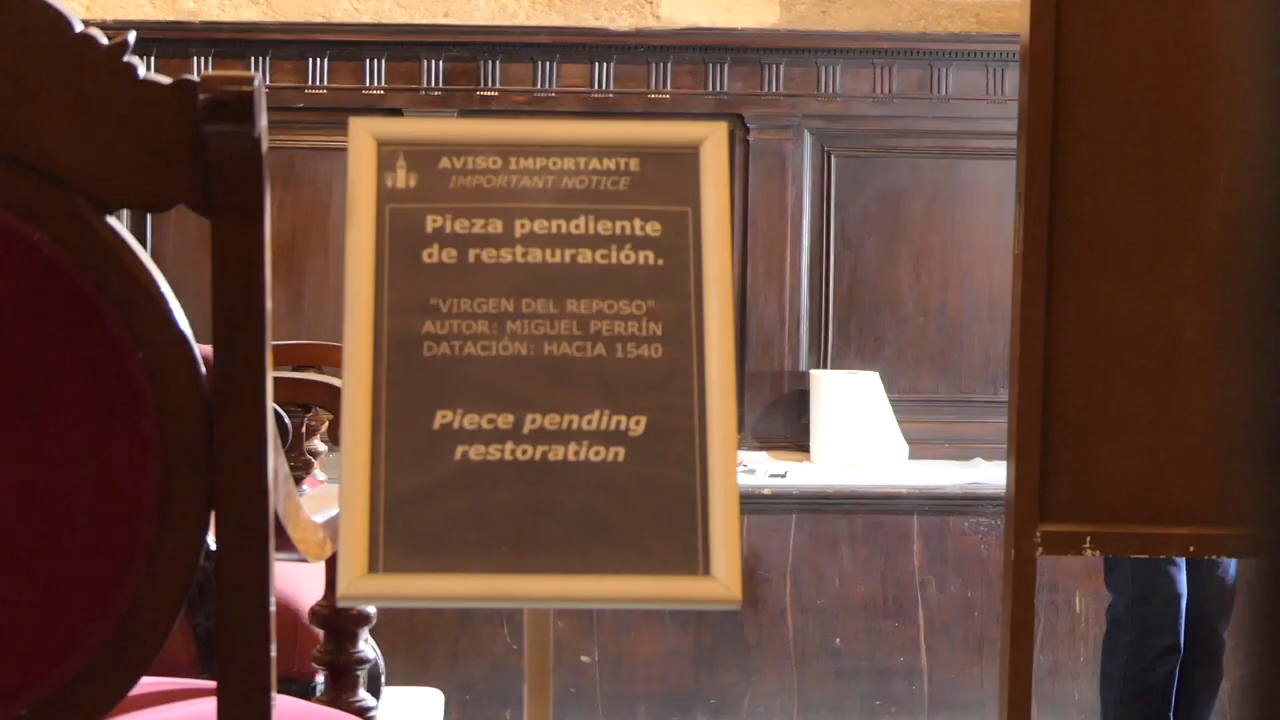 AVISO IMPORTANTE
IMPORTANT NOTICE
Pieza pendiente
de restauración.
"VIRGEN DEL REPOSO"
AUTOR: MIGUEL PERRÍN
DATACIÓN: HACIA 1540
Piece pending
restoration